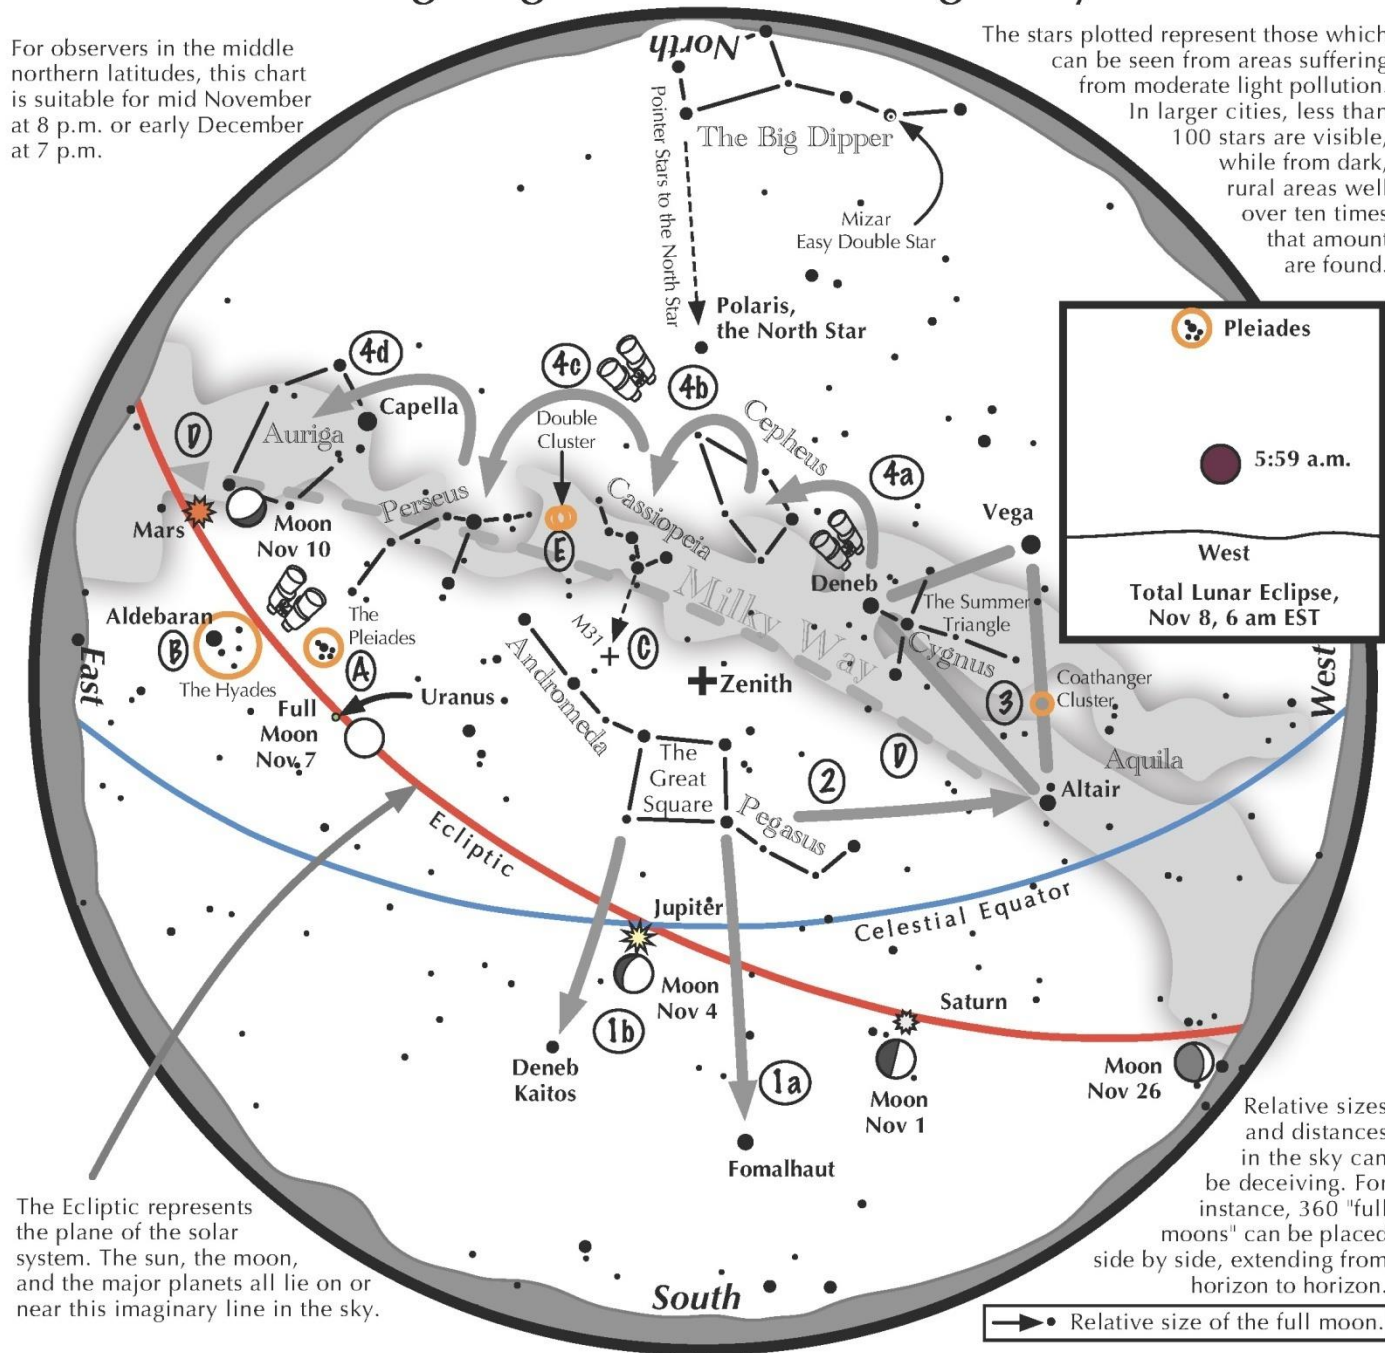 For observers in the middle
northern latitudes, this chart
is suitable for mid November
at 8 p.m. or early December
at 7 p.m.
The stars plotted represent those which
can be seen from areas suffering
from moderate light pollution.
In larger cities, less than
100 stars are visible,
while from dark,
rural areas well
over ten times
that amount
are found.
North
Pointer Stars to the North Star
The Big Dipper
Mizar
Easy Double Star
Polaris,
the North Star
Pleiades
5:59 a.m.
West
Total Lunar Eclipse,
Nov 8, 6 am EST
4d
4c
4b
4a
Capella
Auriga
Double
Cluster
Cepheus
D
Perseus
Cassiopeia
Vega
Mars
Moon
Nov 10
E
Deneb
Milky Way
The Summer
Triangle
Cygnus
Aldebaran
B
The Hyades
The
Pleiades
A
M31
C
Andromeda
Zenith
3
Coathanger
Cluster
East
West
Uranus
Full
Moon
Nov 7
The
Great
Square
Pegasus
2
D
Aquila
Altair
Ecliptic
Celestial Equator
Jupiter
Moon
Nov 4
Saturn
1b
Deneb
Kaitos
1a
Moon
Nov 1
Moon
Nov 26
Fomalhaut
The Ecliptic represents
the plane of the solar
system. The sun, the moon,
and the major planets all lie on or
near this imaginary line in the sky.
Relative sizes
and distances
in the sky can
be deceiving. For
instance, 360 "full
moons" can be placed
side by side, extending from
horizon to horizon.
South
Relative size of the full moon.